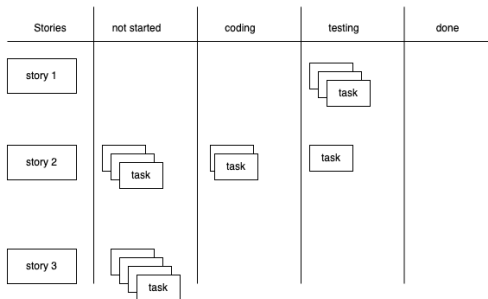 Stories not started coding testing done
story 1
task
story 2
task
task
task
story 3
task